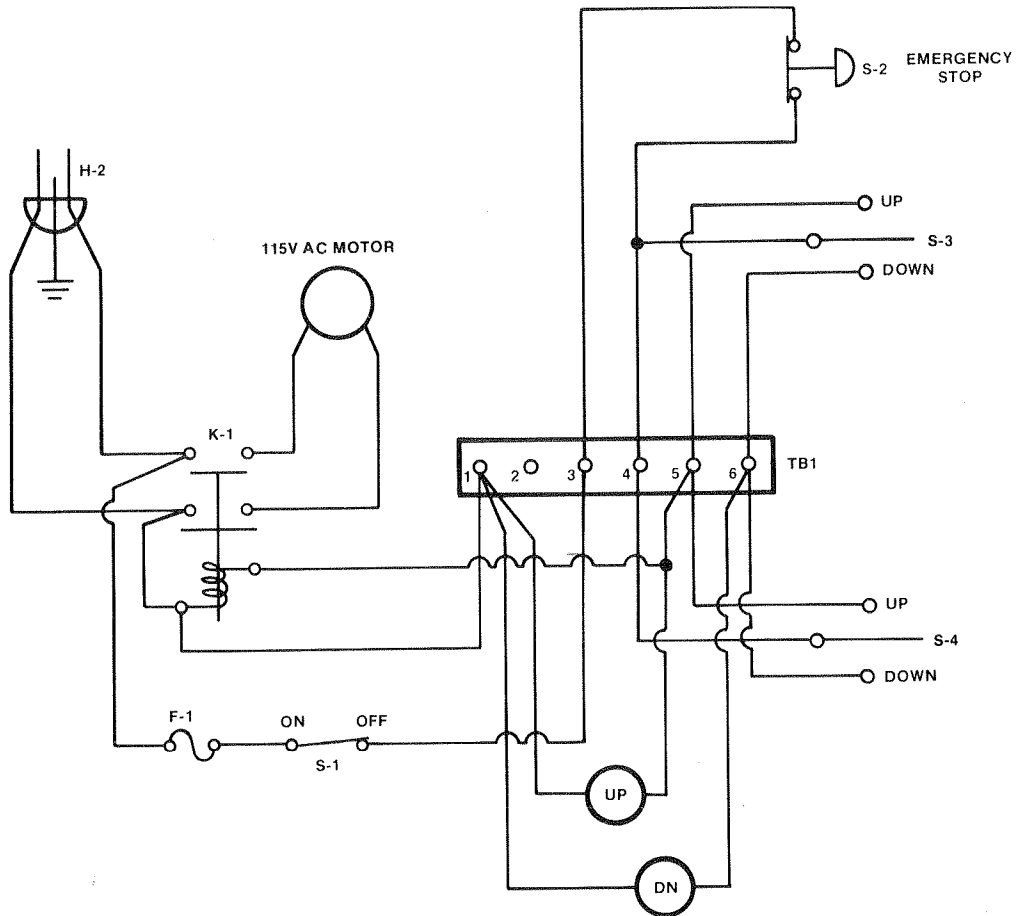 EMERGENCY
STOP
S-2
H-2
UP
S-3
DOWN
115V AC MOTOR
K-1
1 2 3 4 5 6
TB1
UP
S-4
DOWN
F-1
ON OFF
S-1
UP
DN